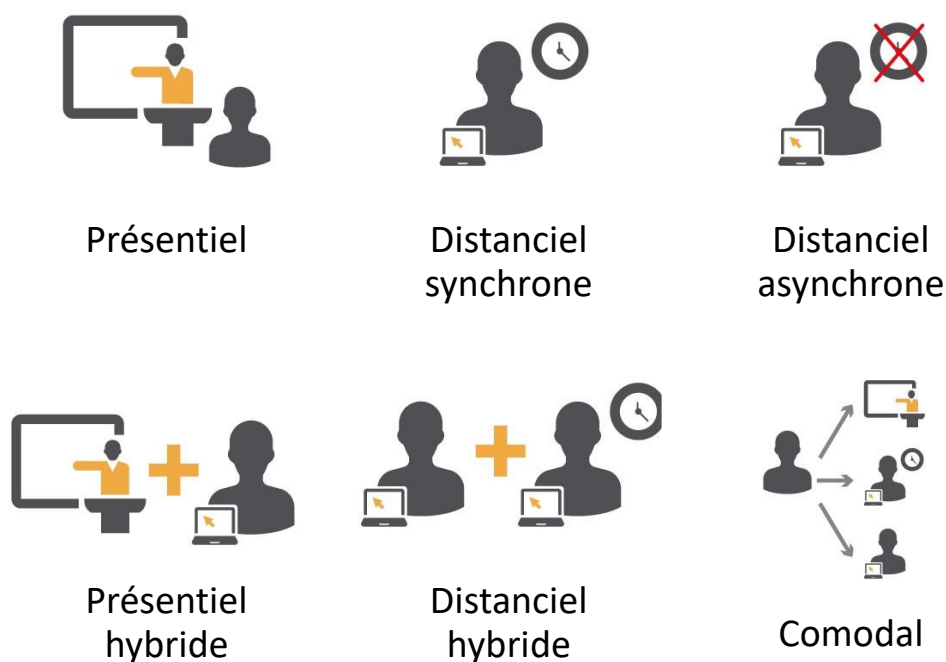 Présentiel
Distanciel
synchrone
Distanciel
asynchrone
Présentiel
hybride
Distanciel
hybride
Comodal